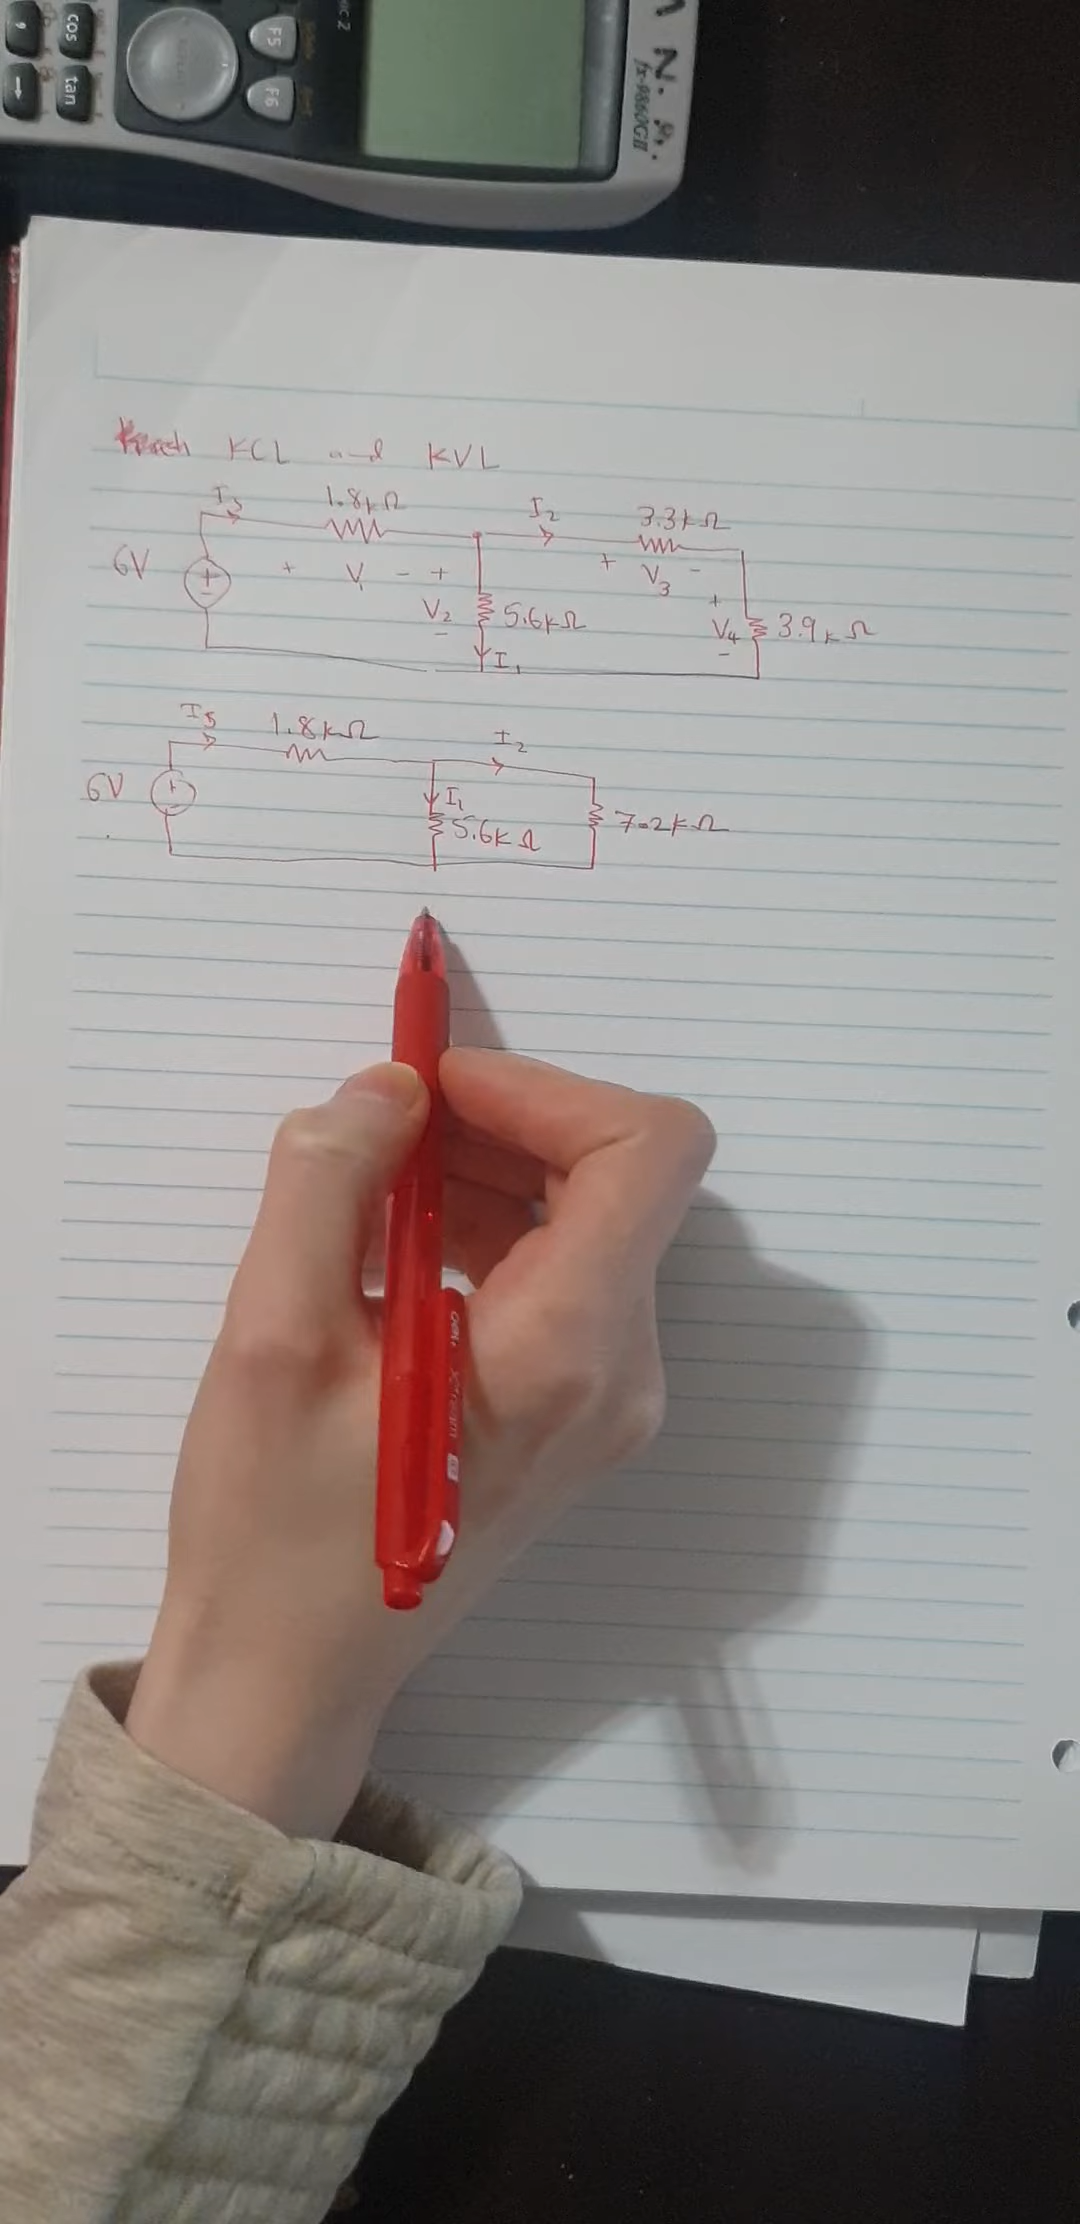 cos
tan
F5
F6
N.
fx-9860GII
KCL and KVL
Is 1.8kΩ I2 3.3kΩ
6V + V1 - + + V3 -
V2 5.6kΩ + V4 - 3.9kΩ
- I1
Is 1.8kΩ I2
6V + I1
5.6kΩ 7.2kΩ